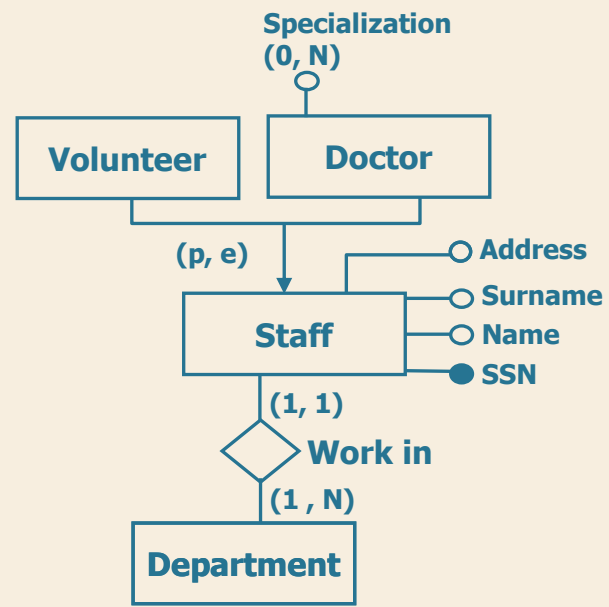 Specialization
(0, N)
Volunteer
Doctor
(p, e)
Address
Surname
Staff
Name
SSN
(1, 1)
Work in
(1 , N)
Department